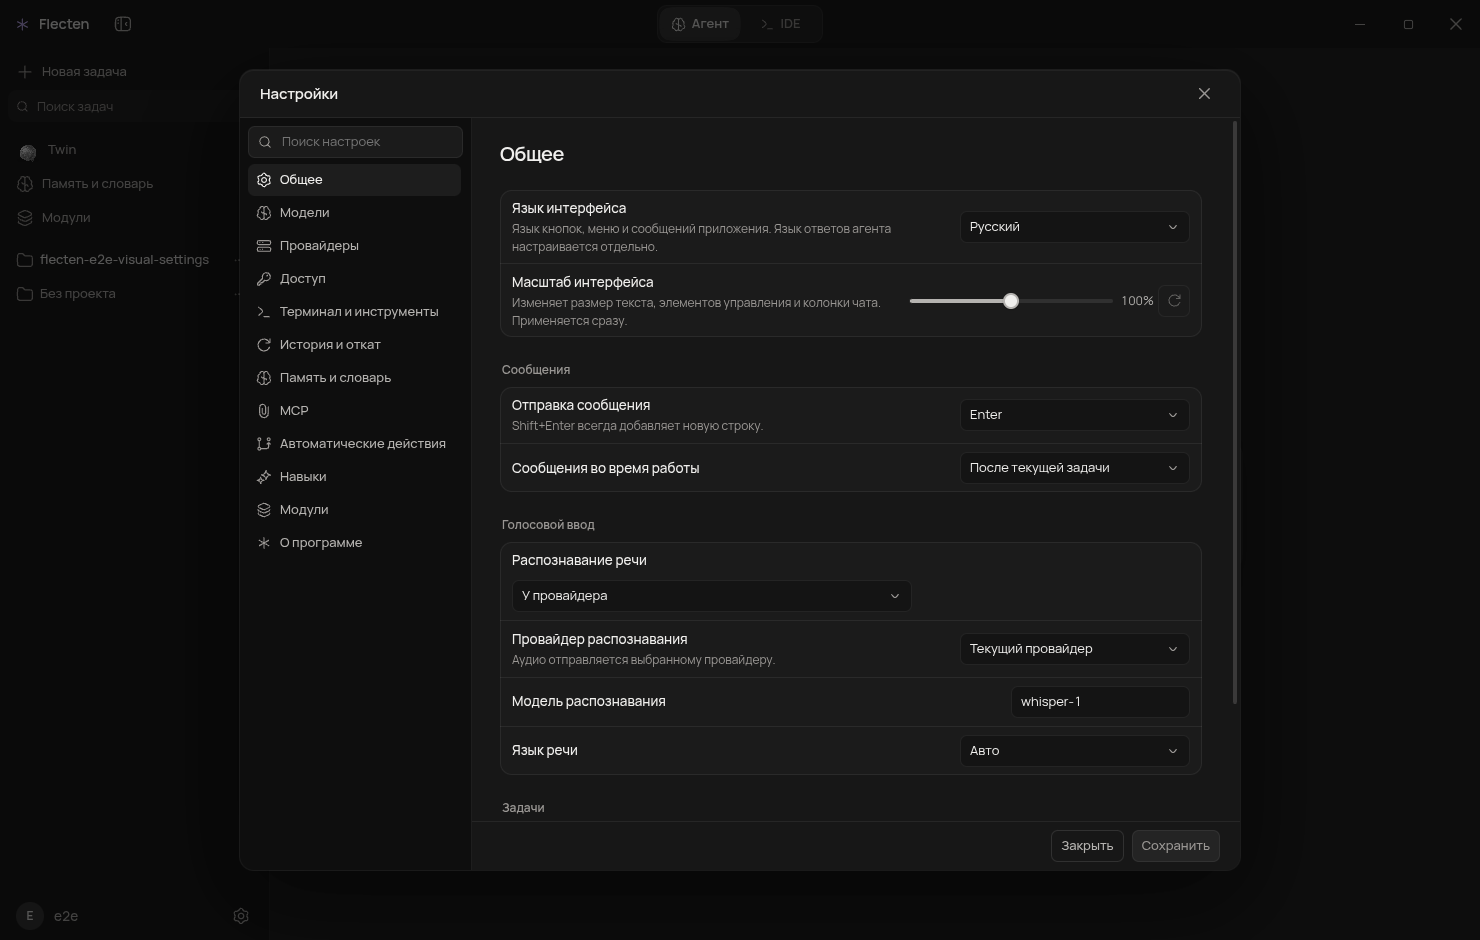 Flecten
Агент
IDE
Новая задача
Поиск задач
Twin
Память и словарь
Модули
flecten-e2e-visual-settings
Без проекта
E
e2e
Настройки
Поиск настроек
Общее
Модели
Провайдеры
Доступ
Терминал и инструменты
История и откат
Память и словарь
MCP
Автоматические действия
Навыки
Модули
О программе
Общее
Язык интерфейса
Язык кнопок, меню и сообщений приложения. Язык ответов агента
настраивается отдельно.
Русский
Масштаб интерфейса
Изменяет размер текста, элементов управления и колонки чата.
Применяется сразу.
100%
Сообщения
Отправка сообщения
Shift+Enter всегда добавляет новую строку.
Enter
Сообщения во время работы
После текущей задачи
Голосовой ввод
Распознавание речи
У провайдера
Провайдер распознавания
Аудио отправляется выбранному провайдеру.
Текущий провайдер
Модель распознавания
whisper-1
Язык речи
Авто
Задачи
Закрыть
Сохранить